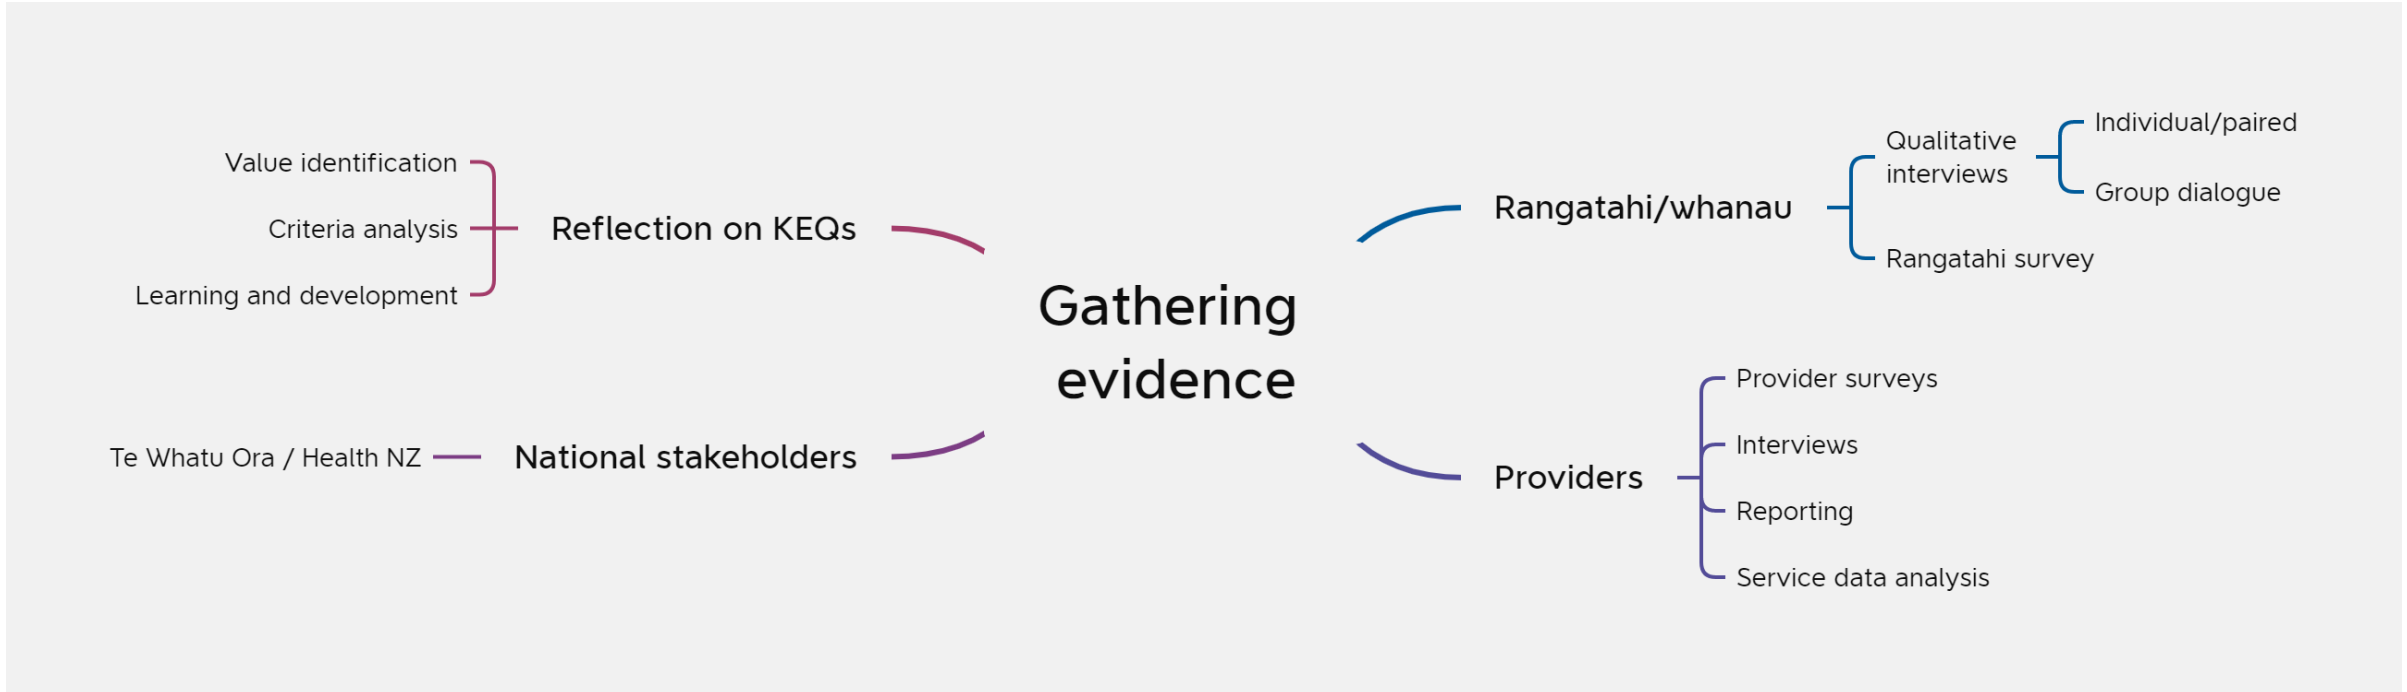 Gathering
evidence
Rangatahi/whanau
Qualitative
interviews
Individual/paired
Group dialogue
Rangatahi survey
Providers
Provider surveys
Interviews
Reporting
Service data analysis
Reflection on KEQs
Value identification
Criteria analysis
Learning and development
National stakeholders
Te Whatu Ora / Health NZ